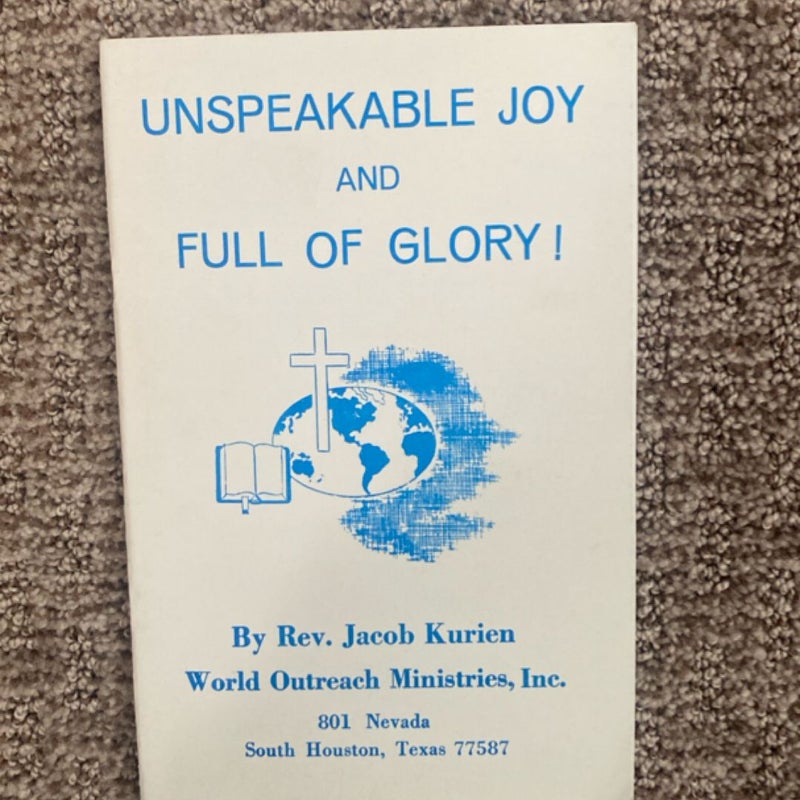 UNSPEAKABLE JOY
AND
FULL OF GLORY!
By Rev. Jacob Kurien
World Outreach Ministries, Inc.
801 Nevada
South Houston, Texas 77587